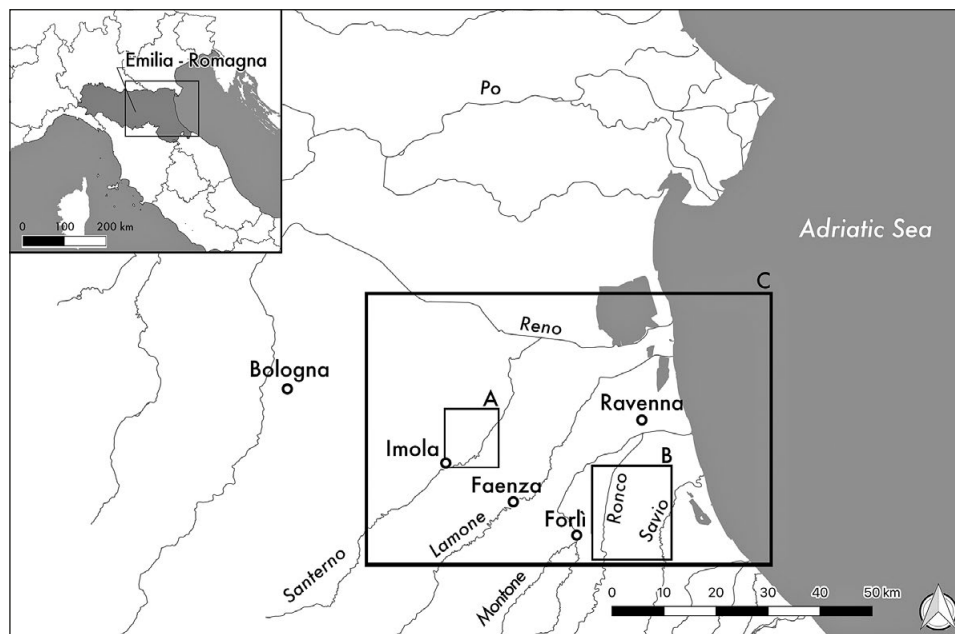 Emilia - Romagna
0 100 200 km
Po
Adriatic Sea
C
Reno
Bologna
A
Ravenna
Imola
B
Faenza
Ronco
Savio
Forlì
Lamone
Santerno
Montone
0 10 20 30 40 50 km